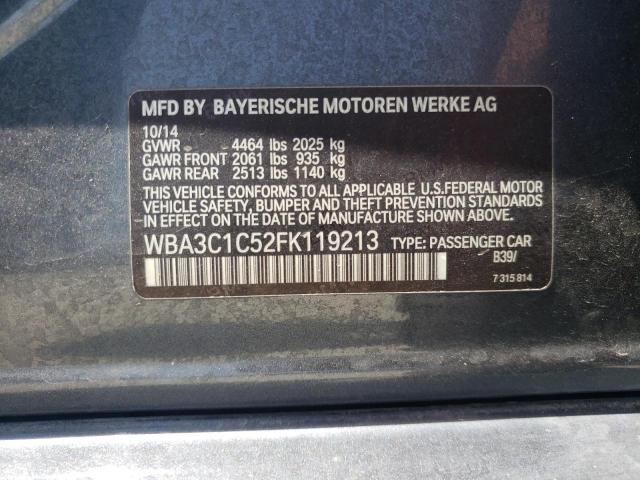 MFD BY BAYERISCHE MOTOREN WERKE AG
10/14
GVWR 4464 lbs 2025 kg
GAWR FRONT 2061 lbs 935 kg
GAWR REAR 2513 lbs 1140 kg
THIS VEHICLE CONFORMS TO ALL APPLICABLE U.S.FEDERAL MOTOR
VEHICLE SAFETY, BUMPER AND THEFT PREVENTION STANDARDS
IN EFFECT ON THE DATE OF MANUFACTURE SHOWN ABOVE.
WBA3C1C52FK119213 TYPE: PASSENGER CAR
B39/
7 315 814